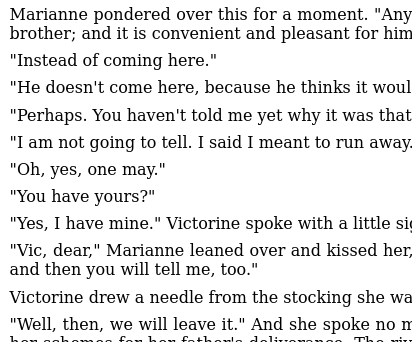 Marianne pondered over this for a moment. "Any
brother; and it is convenient and pleasant for him
"Instead of coming here."
"He doesn't come here, because he thinks it woul
"Perhaps. You haven't told me yet why it was that
"I am not going to tell. I said I meant to run away.
"Oh, yes, one may."
"You have yours?"
"Yes, I have mine." Victorine spoke with a little sig
"Vic, dear," Marianne leaned over and kissed her,
and then you will tell me, too."
Victorine drew a needle from the stocking she wa
"Well, then, we will leave it." And she spoke no m
her schemes for her father's deliverance. The riv